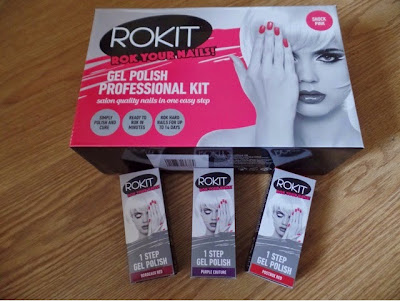 ROKIT
ROK YOUR NAILS!
SHOCK
PINK
GEL POLISH
PROFESSIONAL KIT
salon quality nails in one easy step
SIMPLY
POLISH AND
CURE
READY TO
ROK IN
MINUTES
ROK HARD
NAILS FOR UP
TO 14 DAYS
ROKIT
1 STEP
GEL POLISH
ROKIT
1 STEP
GEL POLISH
PURPLE COUTURE
ROKIT
1 STEP
GEL POLISH
RED